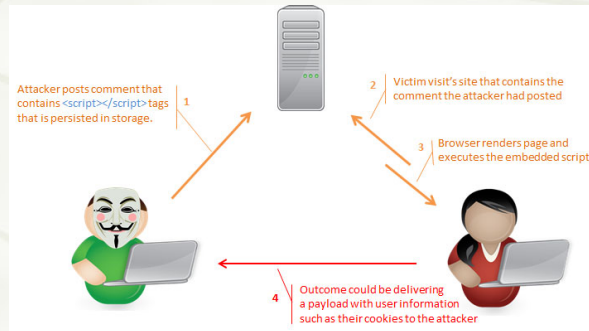 Attacker posts comment that
contains <script></script> tags
that is persisted in storage.
1
2
Victim visit's site that contains the
comment the attacker had posted
3
Browser renders page and
executes the embedded script
4
Outcome could be delivering
a payload with user information
such as their cookies to the attacker